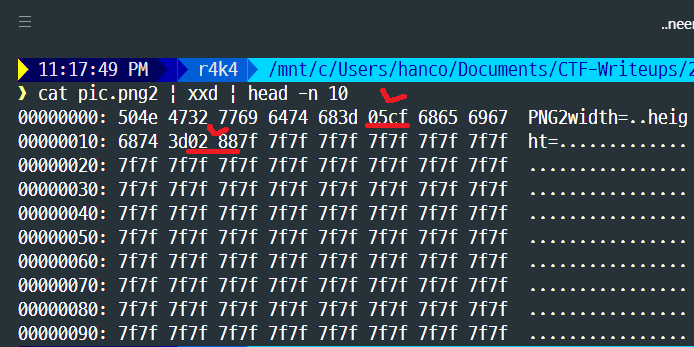 ..neer
11:17:49 PM r4k4 /mnt/c/Users/hanco/Documents/CTF-Writeups/2
❯ cat pic.png2 | xxd | head -n 10
00000000: 504e 4732 7769 6474 683d 05cf 6865 6967 PNG2width=..heig
00000010: 6874 3d02 887f 7f7f 7f7f 7f7f 7f7f 7f7f ht=.............
00000020: 7f7f 7f7f 7f7f 7f7f 7f7f 7f7f 7f7f 7f7f ................
00000030: 7f7f 7f7f 7f7f 7f7f 7f7f 7f7f 7f7f 7f7f ................
00000040: 7f7f 7f7f 7f7f 7f7f 7f7f 7f7f 7f7f 7f7f ................
00000050: 7f7f 7f7f 7f7f 7f7f 7f7f 7f7f 7f7f 7f7f ................
00000060: 7f7f 7f7f 7f7f 7f7f 7f7f 7f7f 7f7f 7f7f ................
00000070: 7f7f 7f7f 7f7f 7f7f 7f7f 7f7f 7f7f 7f7f ................
00000080: 7f7f 7f7f 7f7f 7f7f 7f7f 7f7f 7f7f 7f7f ................
00000090: 7f7f 7f7f 7f7f 7f7f 7f7f 7f7f 7f7f 7f7f ................